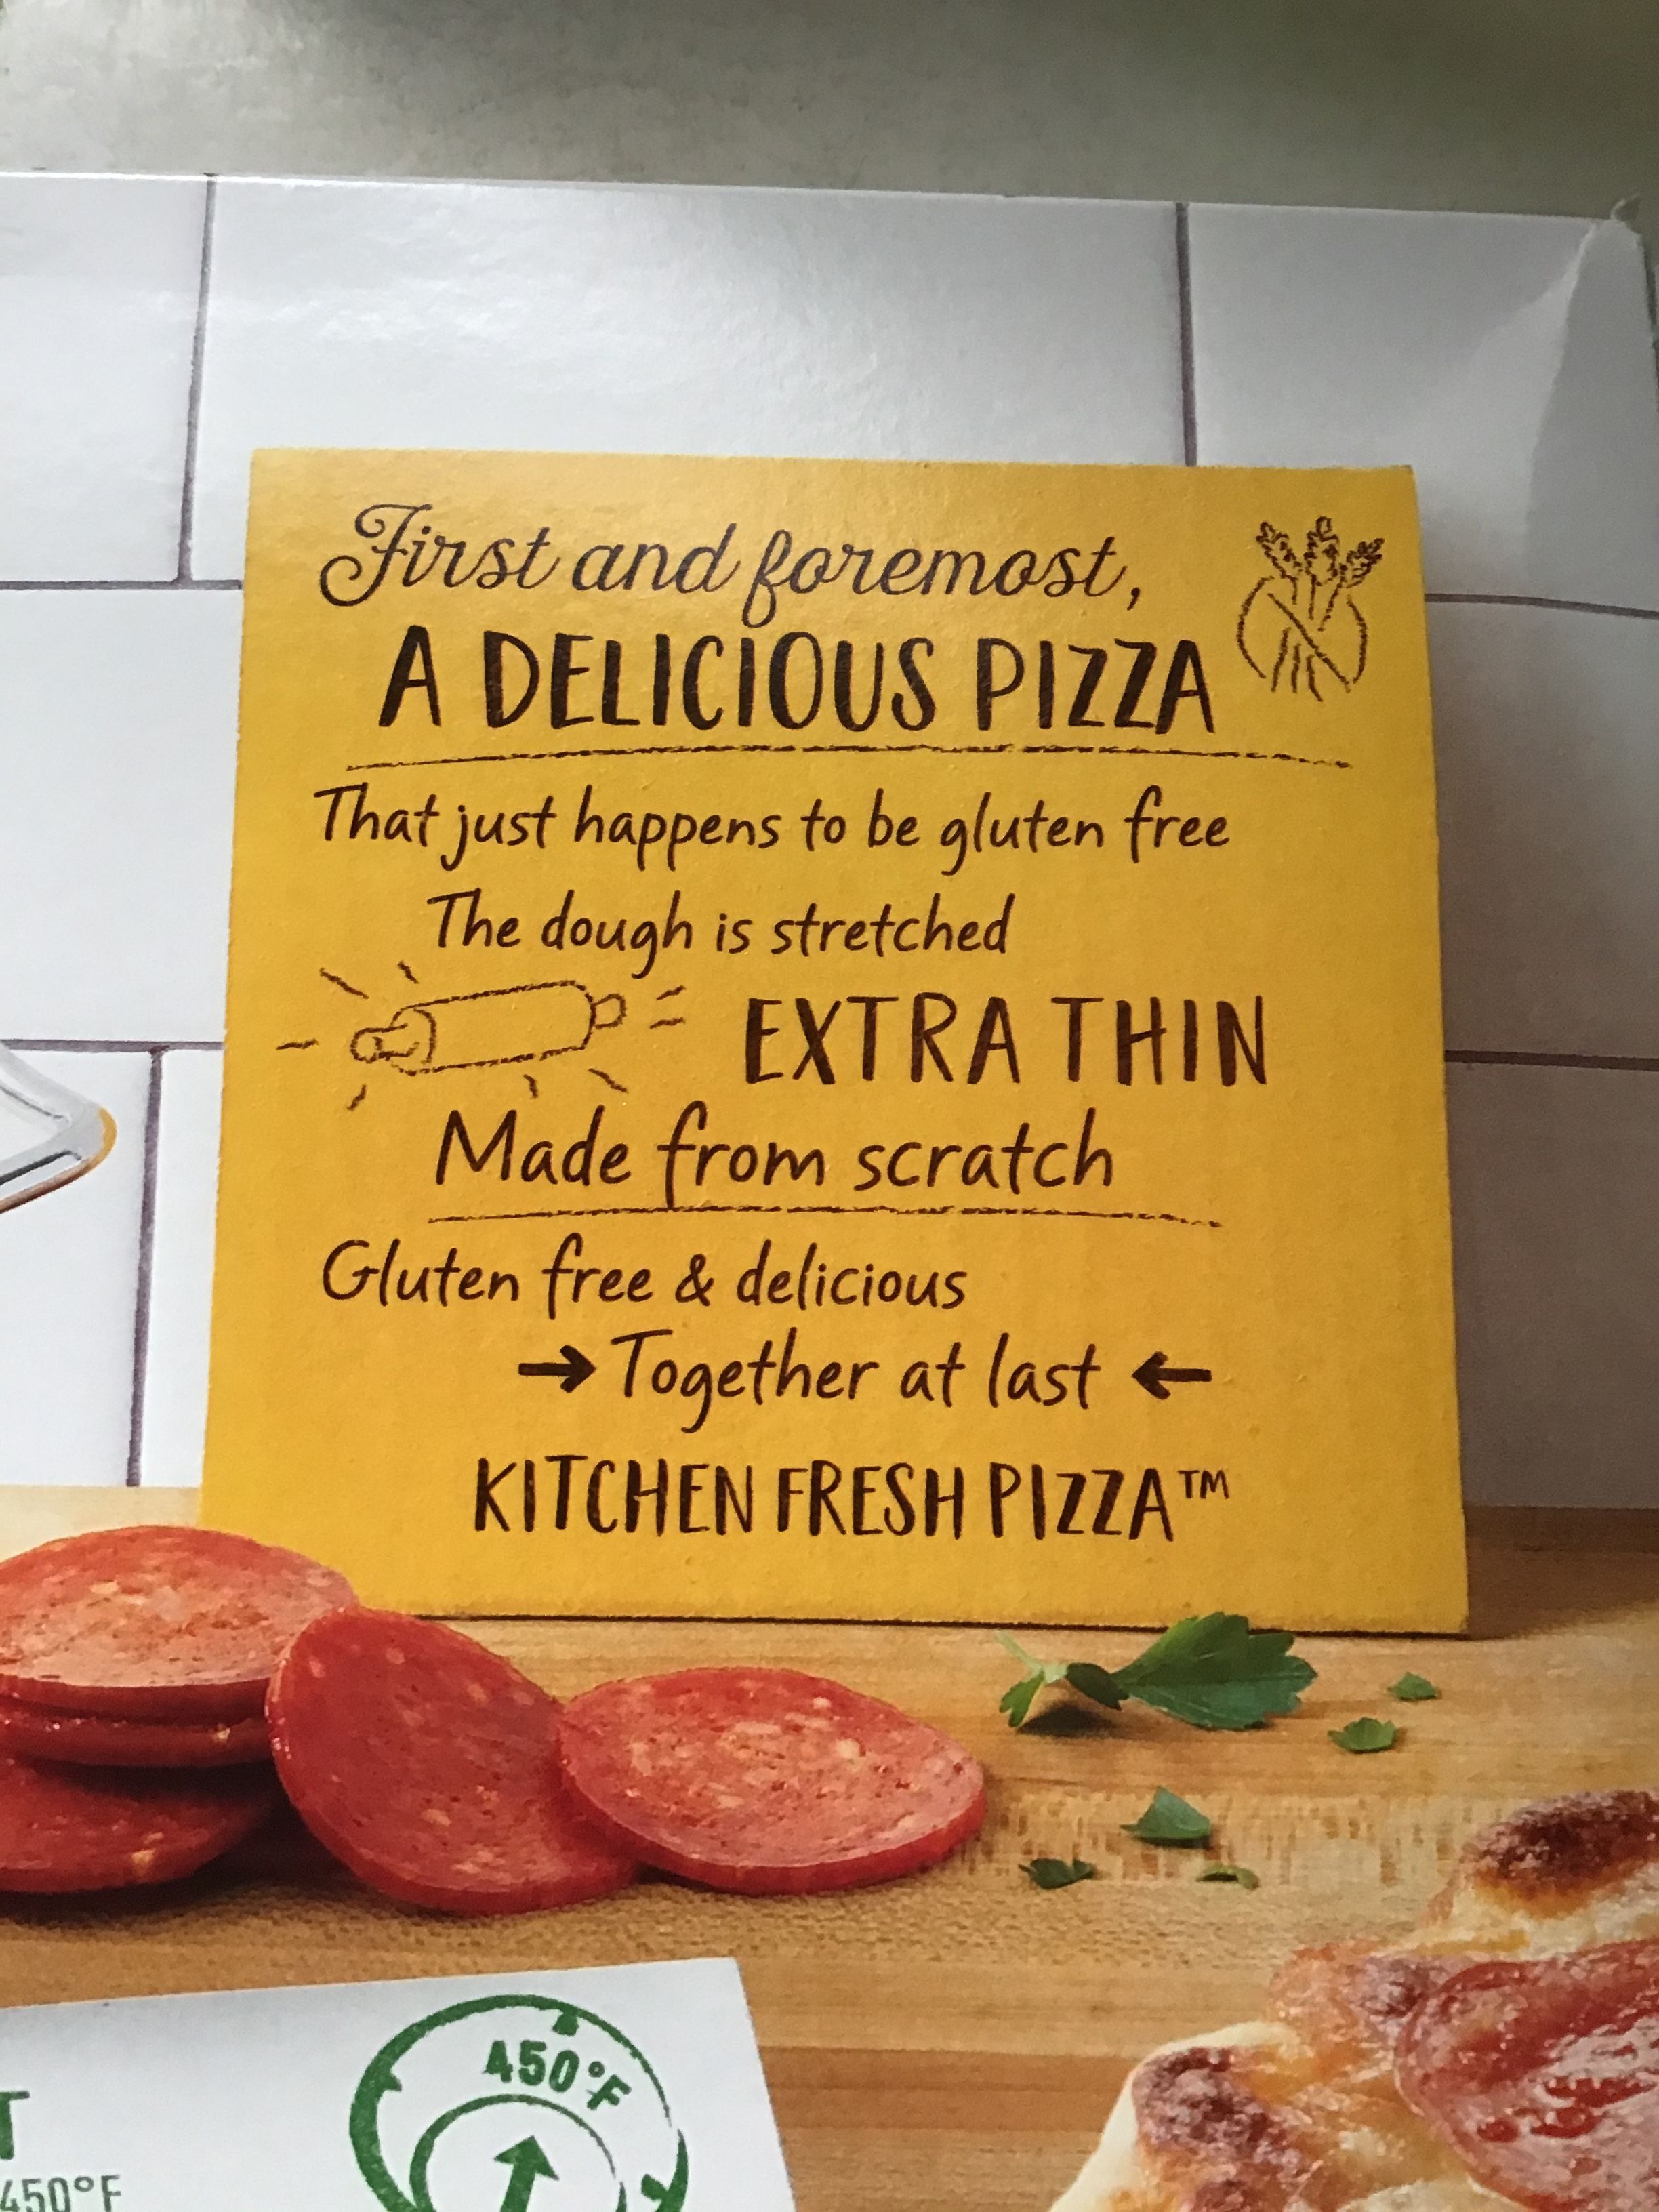 First and foremost,
A DELICIOUS PIZZA
That just happens to be gluten free
The dough is stretched
EXTRA THIN
Made from scratch
Gluten free & delicious
→ Together at last ←
KITCHEN FRESH PIZZA™
450°F
T
450°F